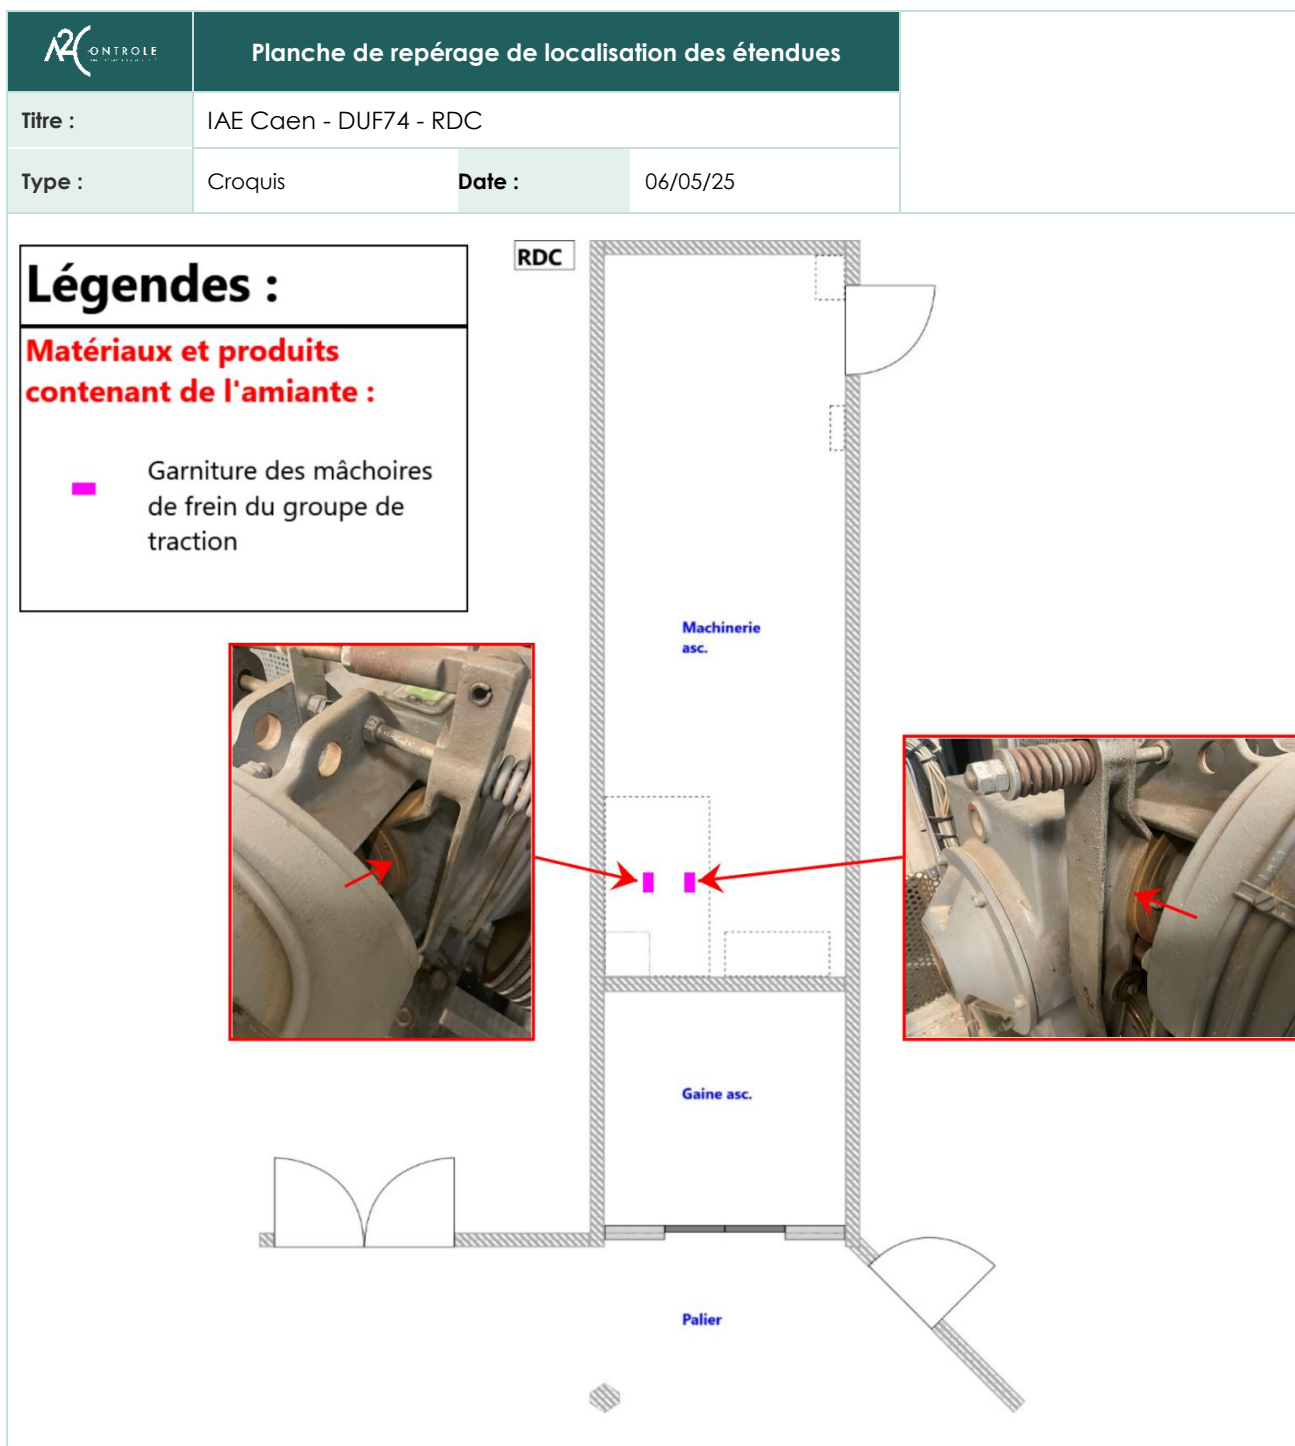 A2CONTROLE
Planche de repérage de localisation des étendues
Titre :
IAE Caen - DUF74 - RDC
Type :
Croquis
Date :
06/05/25
RDC
Légendes :
Matériaux et produits
contenant de l'amiante :
Garniture des mâchoires
de frein du groupe de
traction
Machinerie
asc.
Gaine asc.
Palier